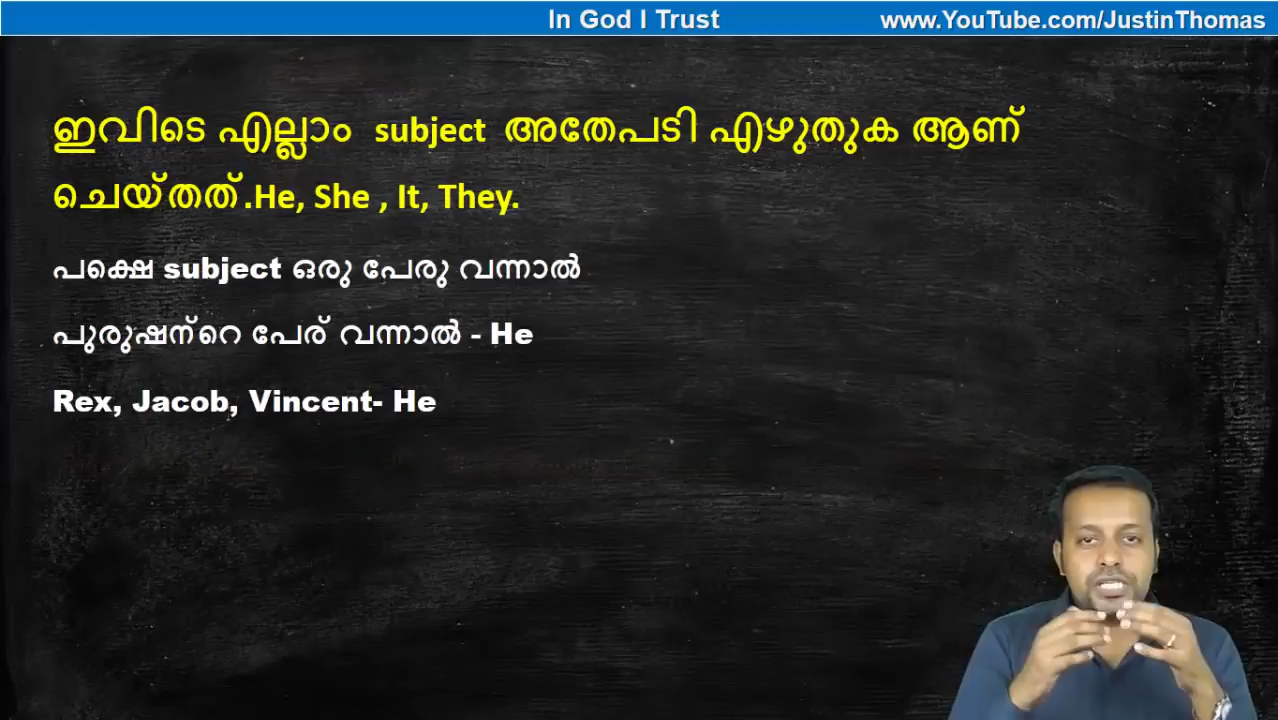 In God I Trust
www.YouTube.com/JustinThomas
ഇവിടെ എല്ലാം subject അതേപടി എഴുതുക ആണ്
ചെയ്തത്.He, She , It, They.
പക്ഷെ subject ഒരു പേരു വന്നാൽ
പുരുഷന്റെ പേര് വന്നാൽ - He
Rex, Jacob, Vincent- He